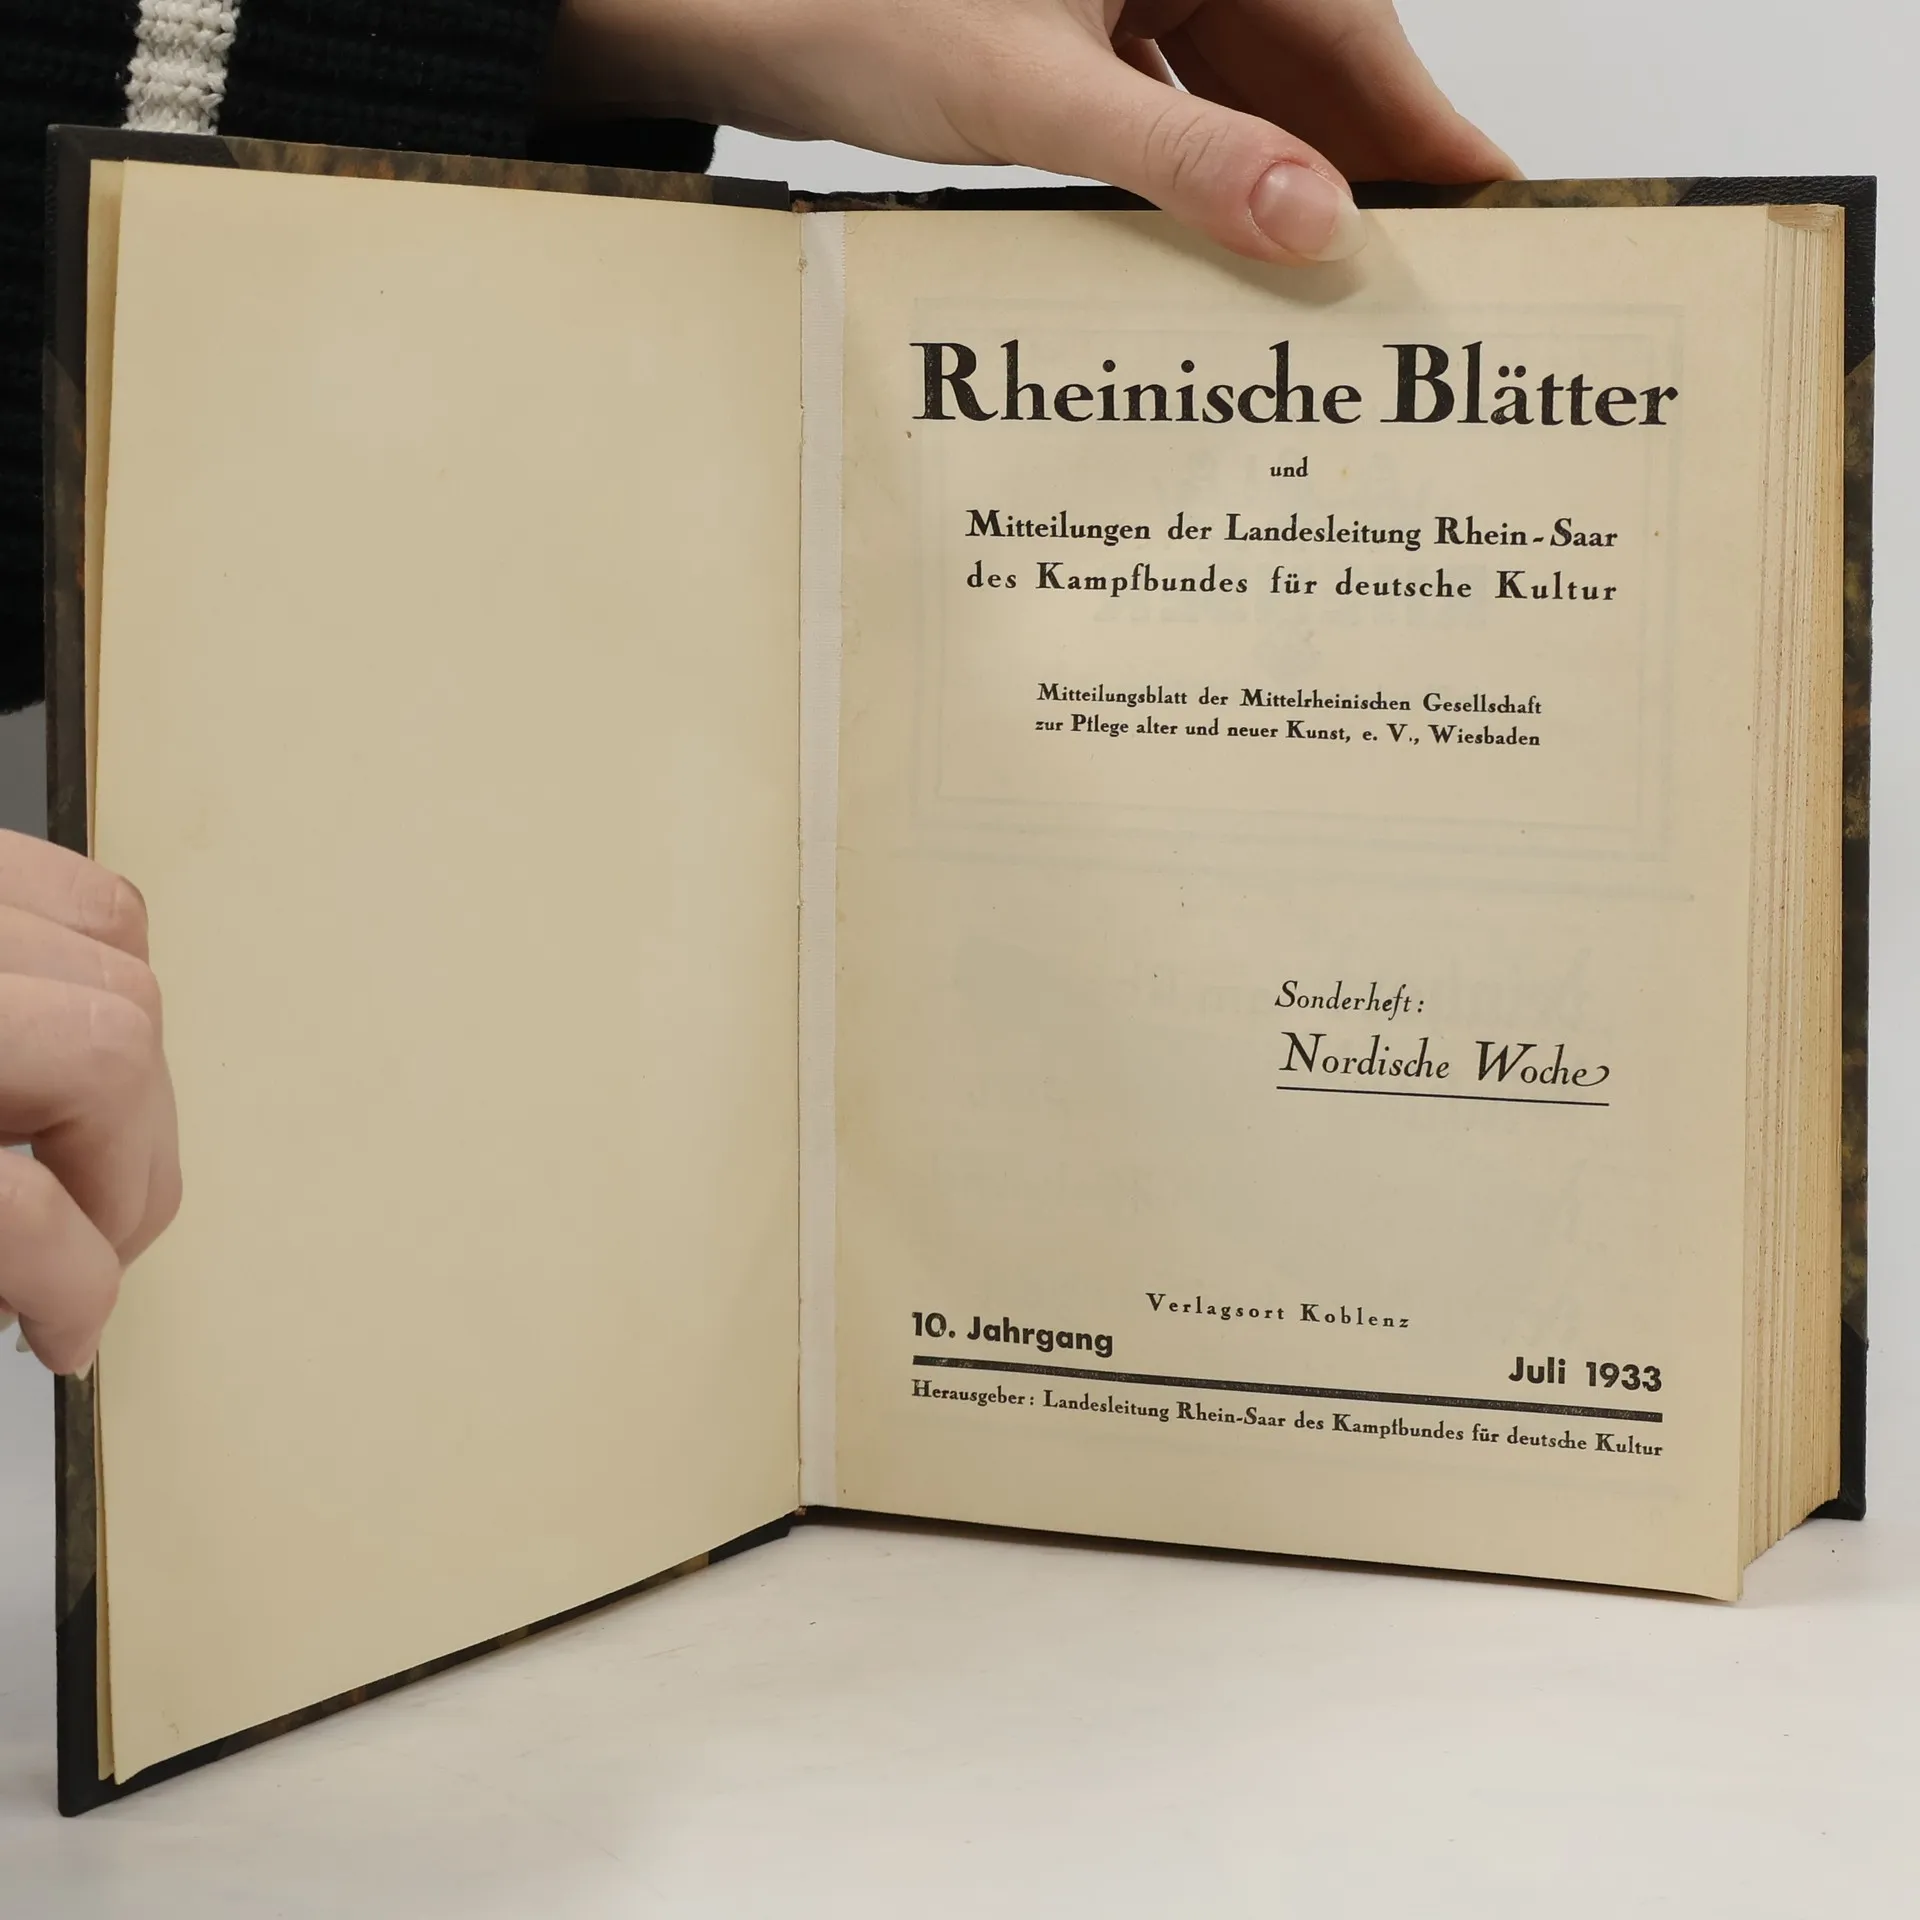 Rheinische Blätter
und
Mitteilungen der Landesleitung Rhein-Saar
des Kampfbundes für deutsche Kultur
Mitteilungsblatt der Mittelrheinischen Gesellschaft
zur Pflege alter und neuer Kunst, e. V., Wiesbaden
Sonderheft:
Nordische Woche
Verlagsort Koblenz
10. Jahrgang
Juli 1933
Herausgeber: Landesleitung Rhein-Saar des Kampfbundes für deutsche Kultur